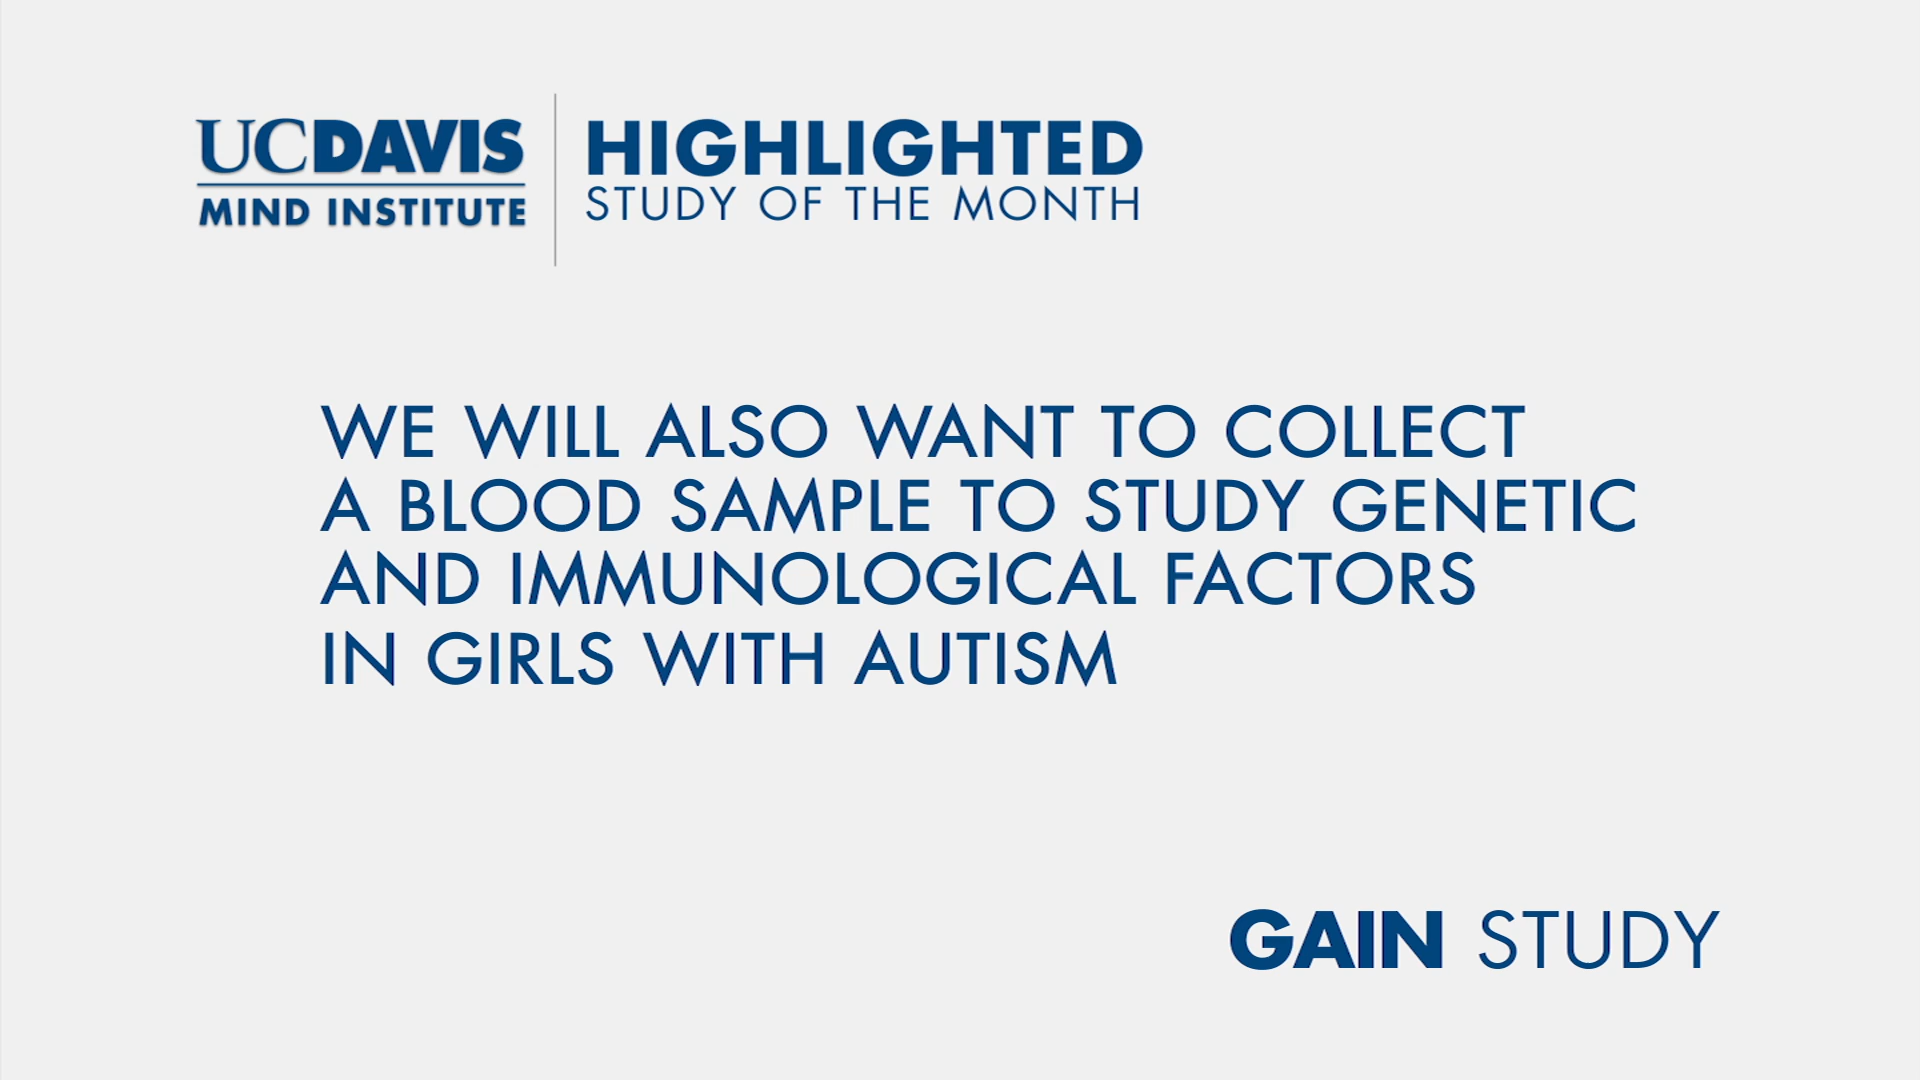 UCDAVIS
MIND INSTITUTE
HIGHLIGHTED
STUDY OF THE MONTH
WE WILL ALSO WANT TO COLLECT
A BLOOD SAMPLE TO STUDY GENETIC
AND IMMUNOLOGICAL FACTORS
IN GIRLS WITH AUTISM
GAIN STUDY